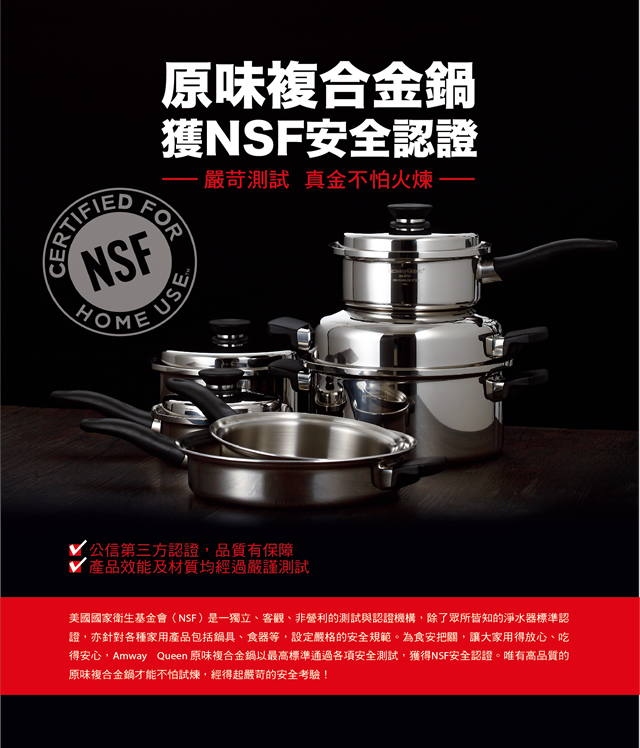 原味複合金鍋
獲NSF安全認證
嚴苛測試 真金不怕火煉
CERTIFIED FOR
NSF
HOME USE™
公信第三方認證，品質有保障
產品效能及材質均經過嚴謹測試
美國國家衛生基金會（NSF）是一獨立、客觀、非營利的測試與認證機構，除了眾所皆知的淨水器標準認
證，亦針對各種家用產品包括鍋具、食器等，設定嚴格的安全規範。為食安把關，讓大家用得放心、吃
得安心，Amway Queen 原味複合金鍋以最高標準通過各項安全測試，獲得NSF安全認證。唯有高品質的
原味複合金鍋才能不怕試煉，經得起嚴苛的安全考驗！